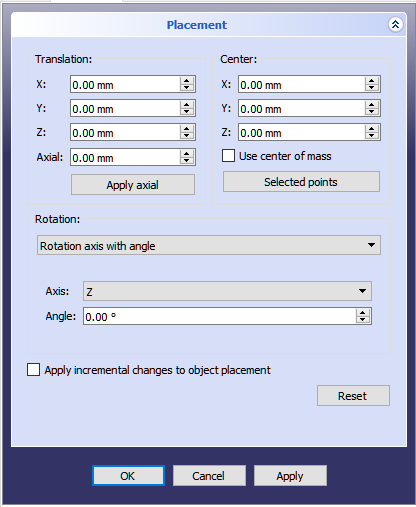 Placement
Translation:
X: 0.00 mm
Y: 0.00 mm
Z: 0.00 mm
Axial: 0.00 mm
Apply axial
Center:
X: 0.00 mm
Y: 0.00 mm
Z: 0.00 mm
Use center of mass
Selected points
Rotation:
Rotation axis with angle
Axis: Z
Angle: 0.00 °
Apply incremental changes to object placement
Reset
OK Cancel Apply